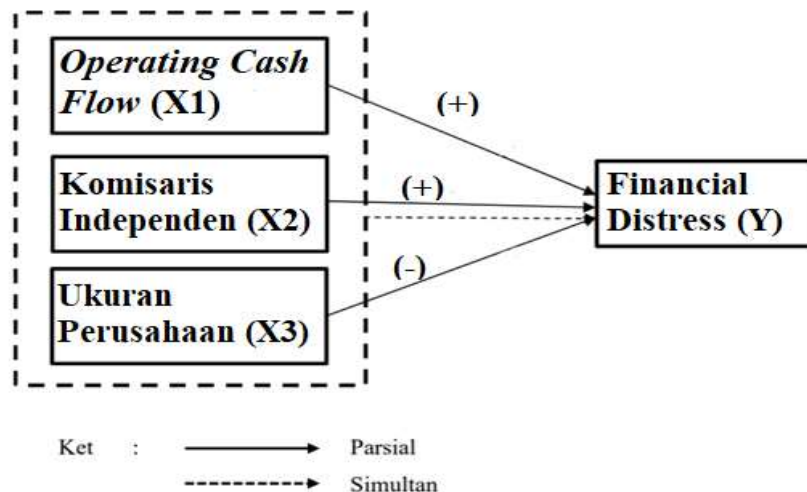 Operating Cash
Flow (X1)
(+)
Komisaris
Independen (X2)
(+)
Financial
Distress (Y)
(-)
Ukuran
Perusahaan (X3)
Ket : Parsial
Simultan